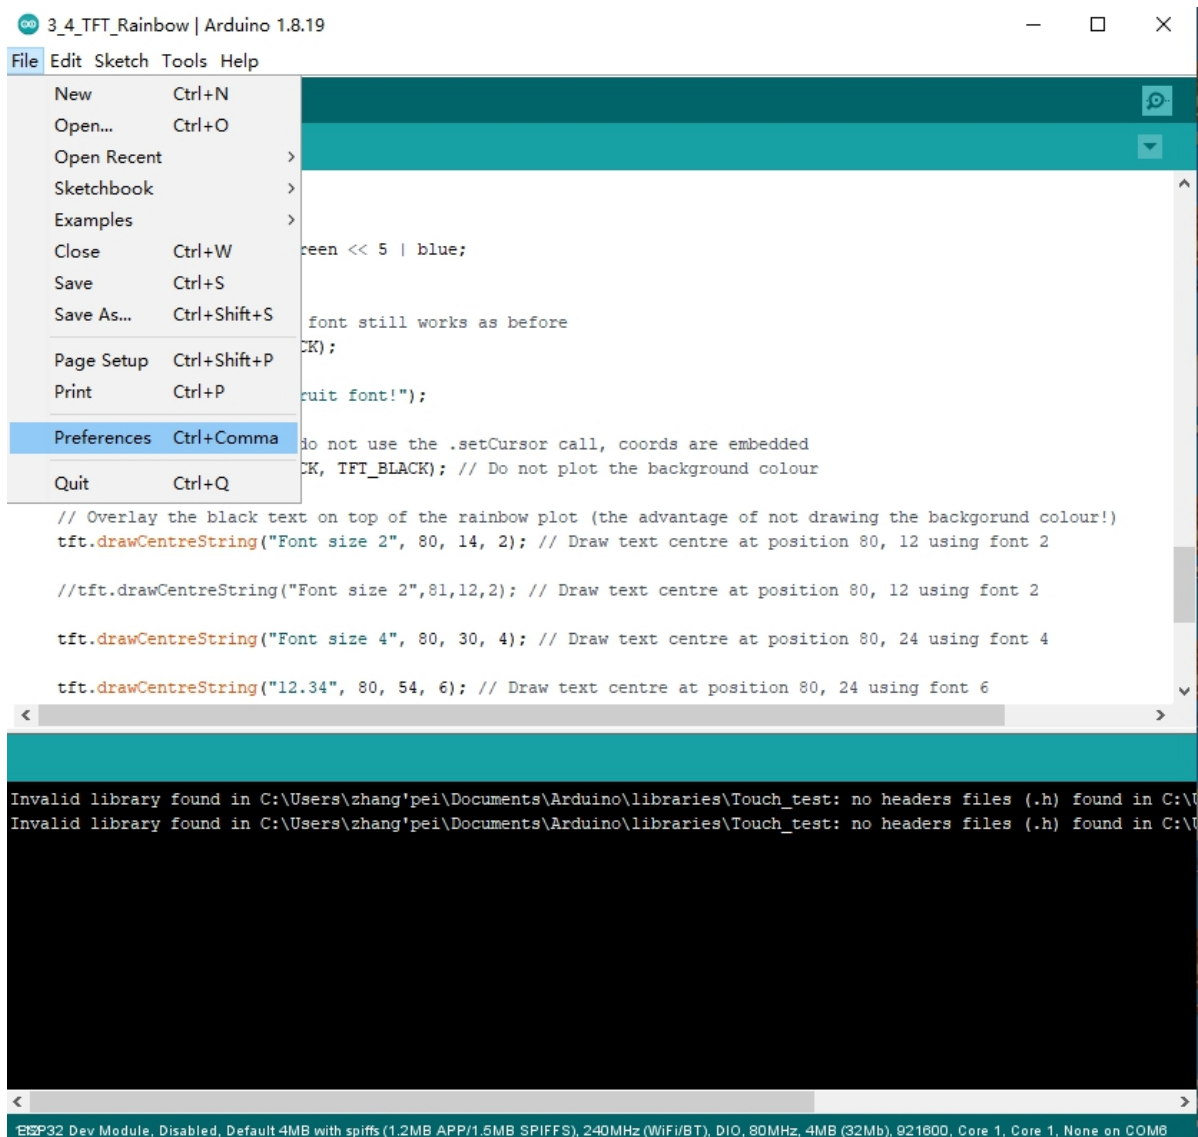 3_4_TFT_Rainbow | Arduino 1.8.19
File Edit Sketch Tools Help
New Ctrl+N
Open... Ctrl+O
Open Recent
Sketchbook
Examples
Close Ctrl+W
Save Ctrl+S
Save As... Ctrl+Shift+S
Page Setup Ctrl+Shift+P
Print Ctrl+P
Preferences Ctrl+Comma
Quit Ctrl+Q
reen << 5 | blue;
font still works as before
CK);
ruit font!");
do not use the .setCursor call, coords are embedded
CK, TFT_BLACK); // Do not plot the background colour
// Overlay the black text on top of the rainbow plot (the advantage of not drawing the backgorund colour!)
tft.drawCentreString("Font size 2", 80, 14, 2); // Draw text centre at position 80, 12 using font 2
//tft.drawCentreString("Font size 2",81,12,2); // Draw text centre at position 80, 12 using font 2
tft.drawCentreString("Font size 4", 80, 30, 4); // Draw text centre at position 80, 24 using font 4
tft.drawCentreString("12.34", 80, 54, 6); // Draw text centre at position 80, 24 using font 6
Invalid library found in C:\Users\zhang'pei\Documents\Arduino\libraries\Touch_test: no headers files (.h) found in C:\U
Invalid library found in C:\Users\zhang'pei\Documents\Arduino\libraries\Touch_test: no headers files (.h) found in C:\U
ESP32 Dev Module, Disabled, Default 4MB with spiffs (1.2MB APP/1.5MB SPIFFS), 240MHz (WiFi/BT), DIO, 80MHz, 4MB (32Mb), 921600, Core 1, Core 1, None on COM6